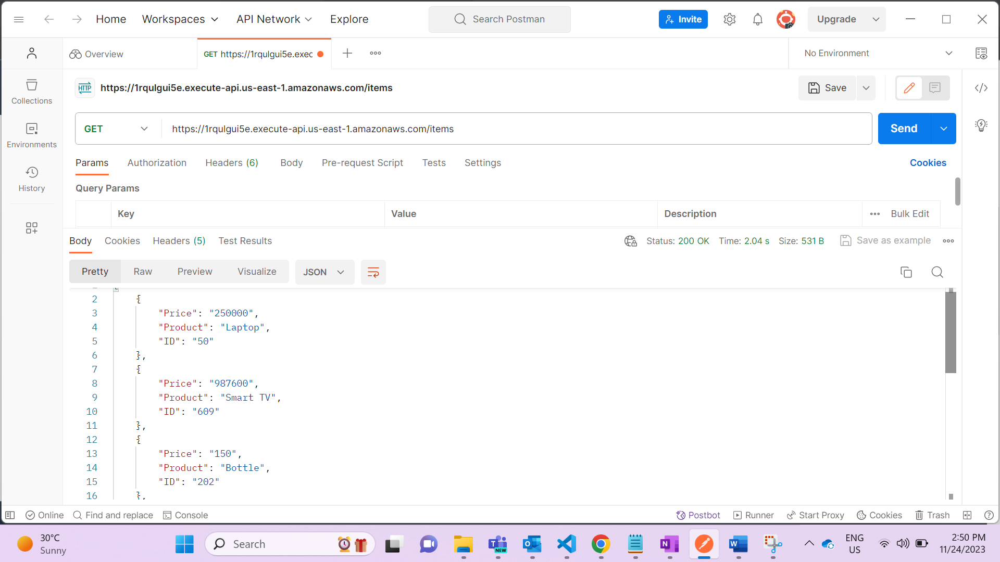 Home Workspaces API Network Explore Search Postman Invite Upgrade
Overview GET https://1rqulgui5e.exec No Environment
HTTP https://1rqulgui5e.execute-api.us-east-1.amazonaws.com/items Save
Collections
GET https://1rqulgui5e.execute-api.us-east-1.amazonaws.com/items Send
Environments
Params Authorization Headers (6) Body Pre-request Script Tests Settings Cookies
History
Query Params
Key Value Description Bulk Edit
Body Cookies Headers (5) Test Results Status: 200 OK Time: 2.04 s Size: 531 B Save as example
Pretty Raw Preview Visualize JSON
2 {
3 "Price": "250000",
4 "Product": "Laptop",
5 "ID": "50"
6 },
7 {
8 "Price": "987600",
9 "Product": "Smart TV",
10 "ID": "609"
11 },
12 {
13 "Price": "150",
14 "Product": "Bottle",
15 "ID": "202"
16 },
Online Find and replace Console Postbot Runner Start Proxy Cookies Trash
30°C
Sunny
Search
NEW
ENG
US
2:50 PM
11/24/2023